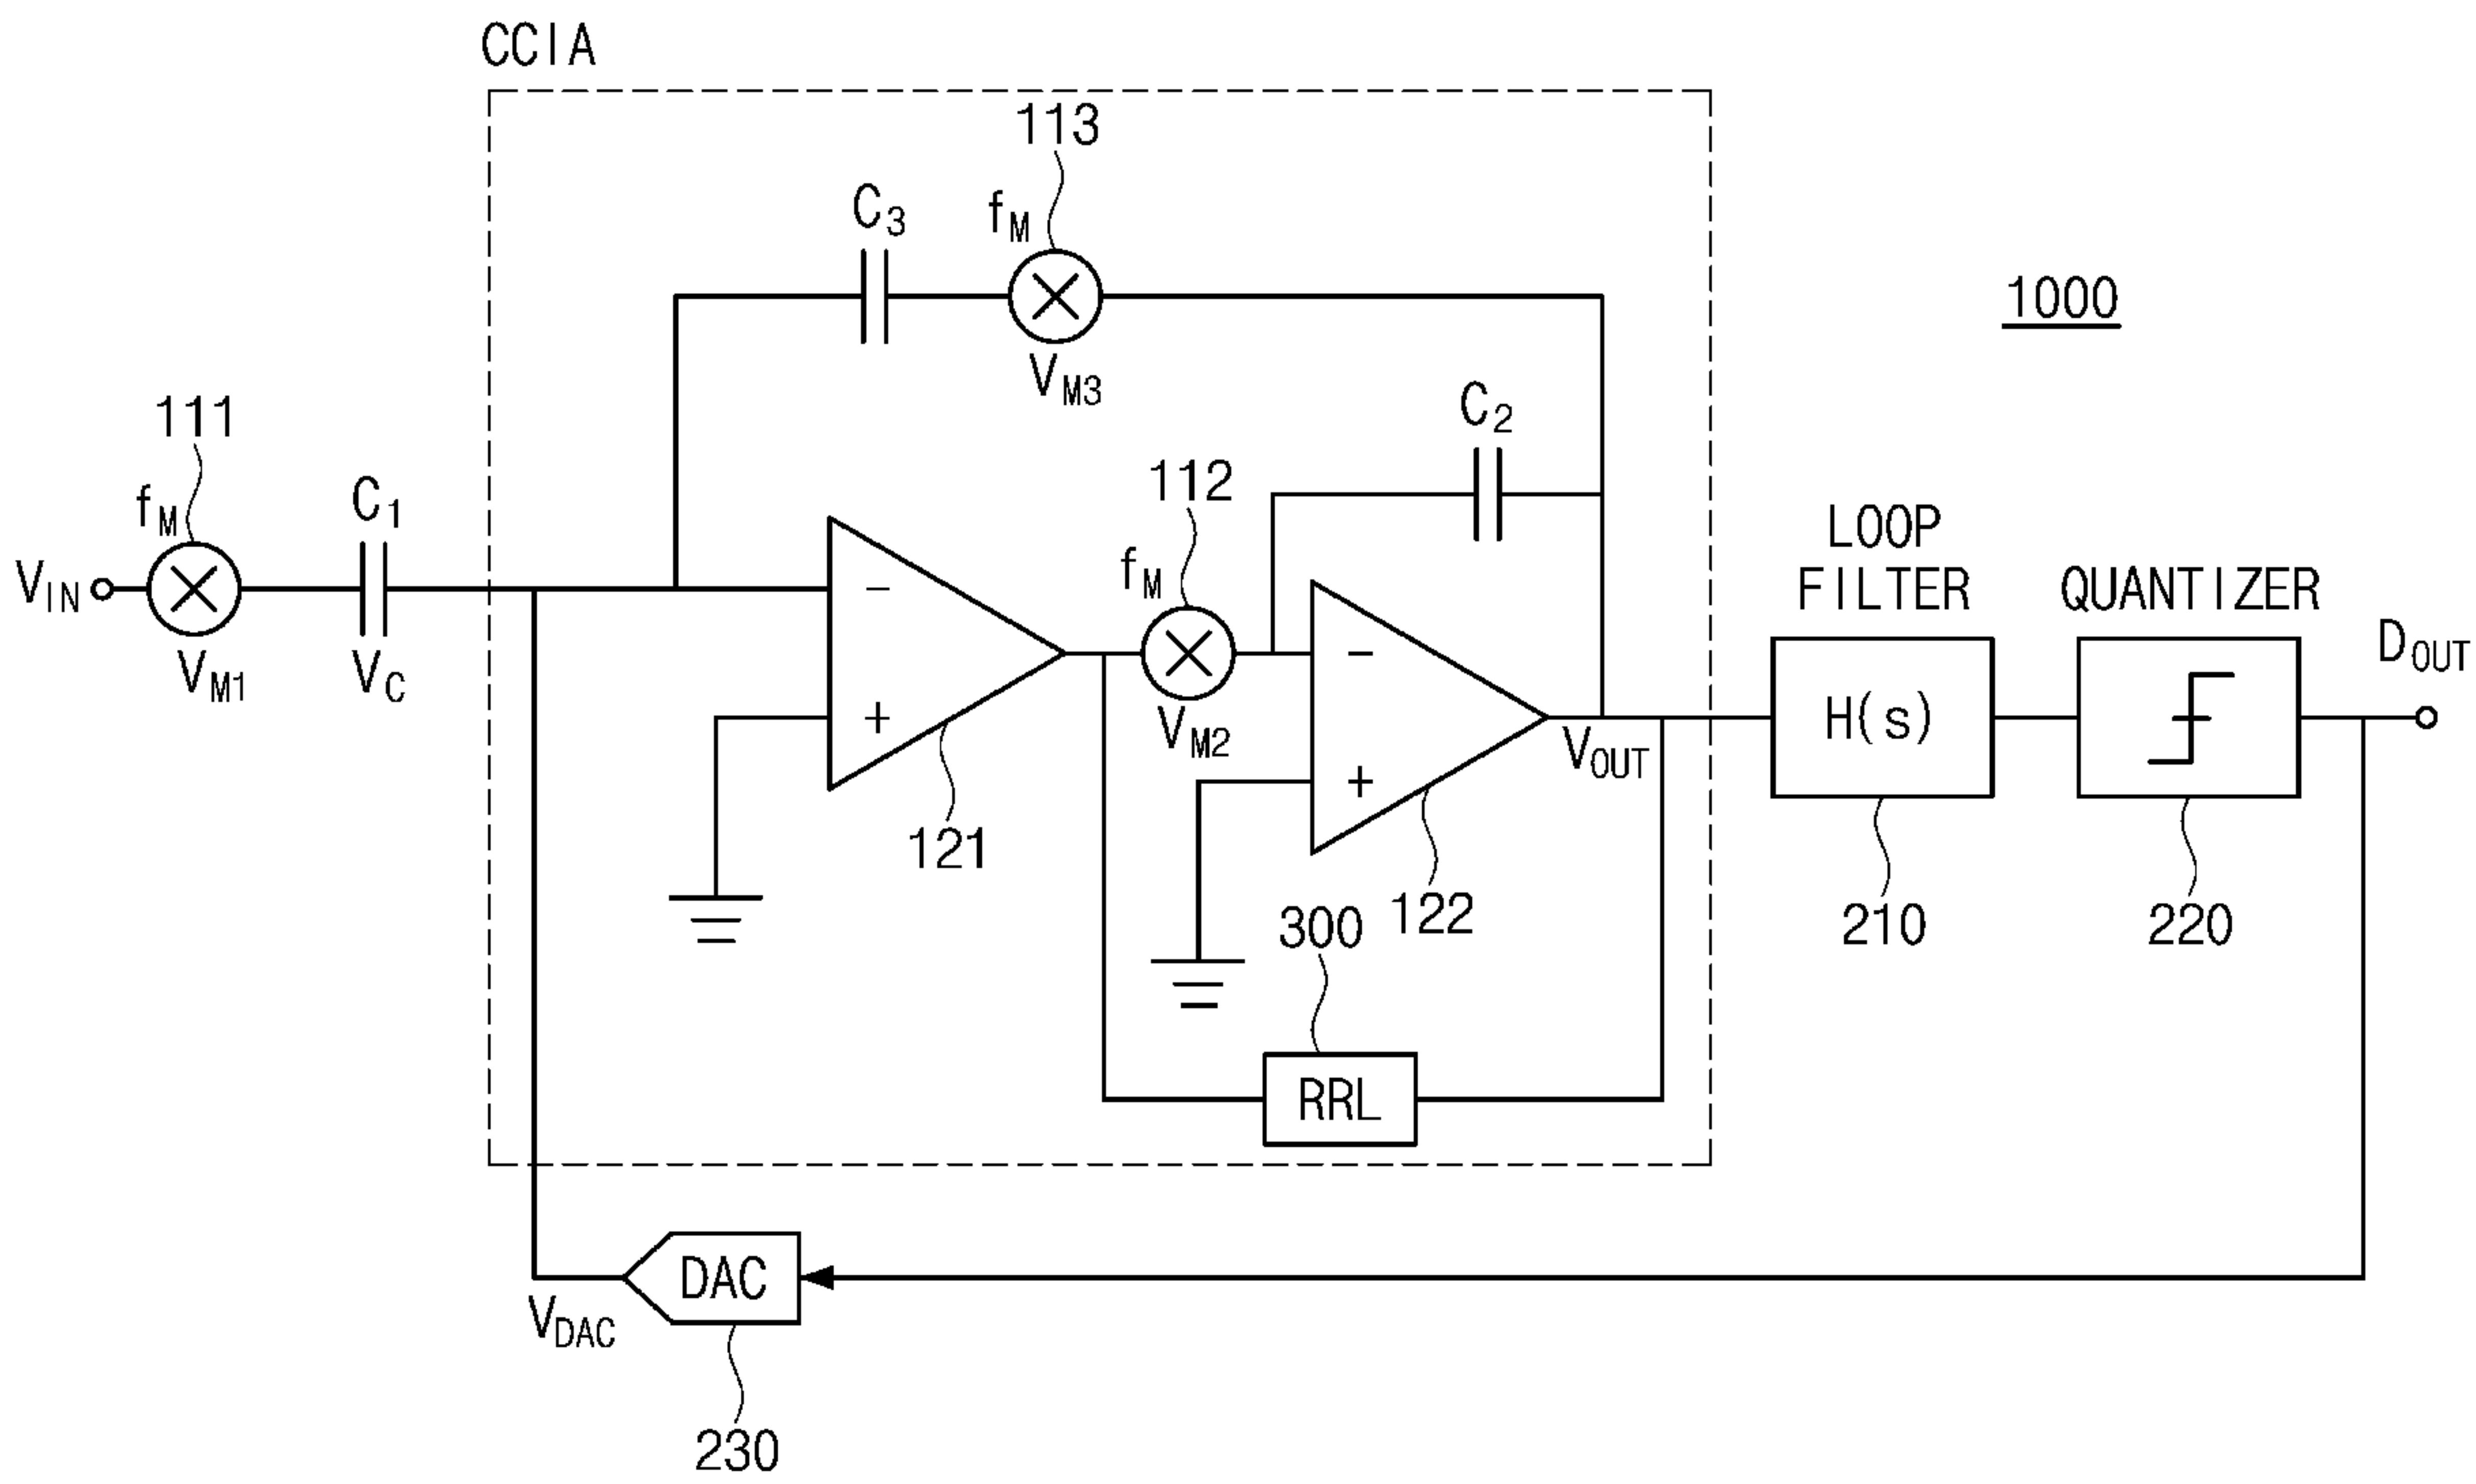 CCIA
113
C3
fM
VM3
1000
111
fM
C1
VIN
VM1
VC
C2
112
fM
VM2
−
+
−
+
121
122
VOUT
LOOP
FILTER
QUANTIZER
H(s)
DOUT
210
220
300
RRL
DAC
VDAC
230